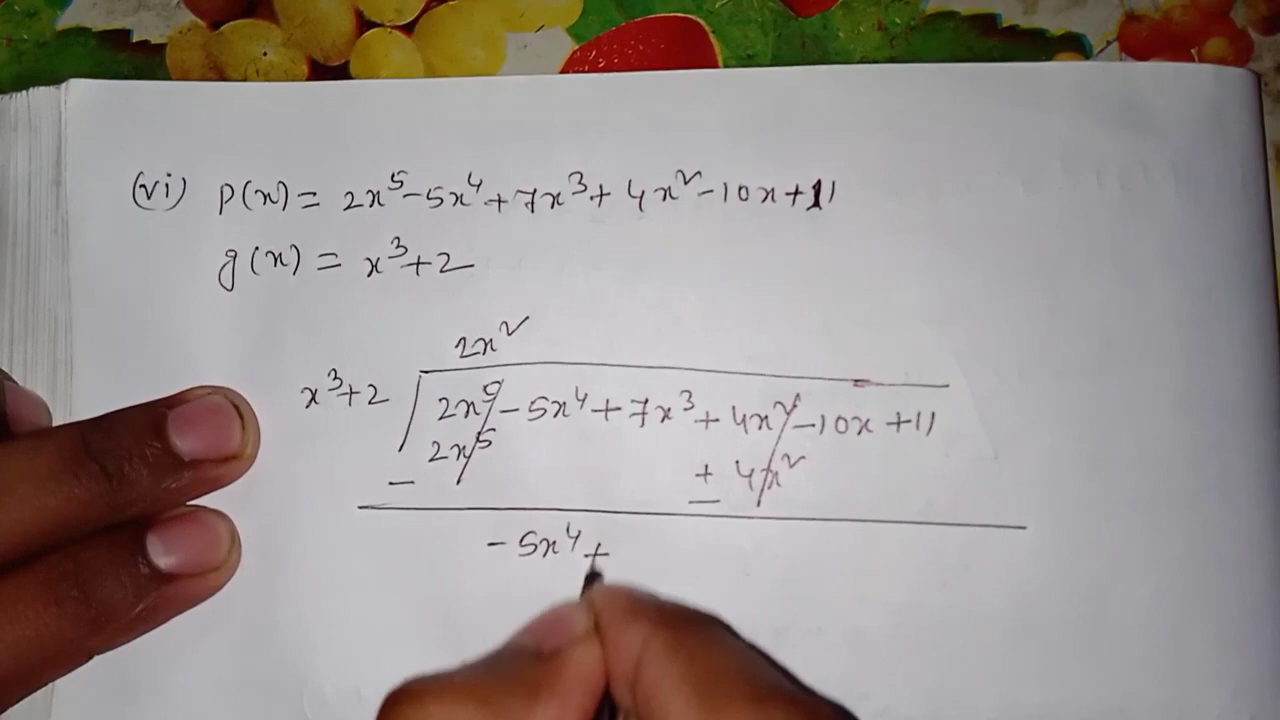 (vi) p(x) = 2x⁵-5x⁴+7x³+4x²-10x+11
g(x) = x³+2
2x²
x³+2 2x⁵-5x⁴+7x³+4x²-10x+11
2x⁵ + 4x²
- -
-5x⁴+